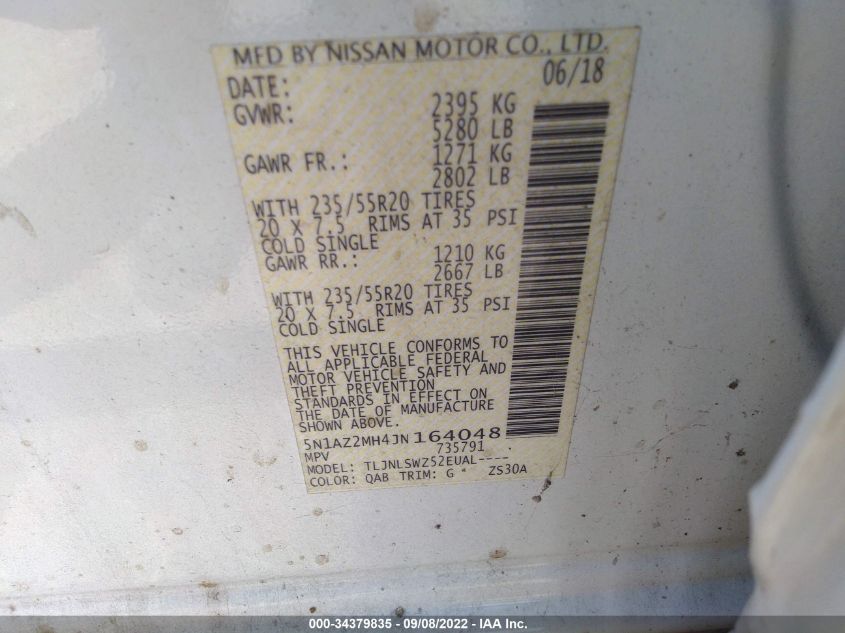 MFD BY NISSAN MOTOR CO., LTD.
DATE: 06/18
GVWR: 2395 KG
5280 LB
GAWR FR.: 1271 KG
2802 LB
WITH 235/55R20 TIRES
20 X 7.5 RIMS AT 35 PSI
COLD SINGLE
GAWR RR.: 1210 KG
2667 LB
WITH 235/55R20 TIRES
20 X 7.5 RIMS AT 35 PSI
COLD SINGLE
THIS VEHICLE CONFORMS TO
ALL APPLICABLE FEDERAL
MOTOR VEHICLE SAFETY AND
THEFT PREVENTION
STANDARDS IN EFFECT ON
THE DATE OF MANUFACTURE
SHOWN ABOVE.
5N1AZ2MH4JN164048
MPV 735791
MODEL: TLJNLSWZ52EUAL----
COLOR: QAB TRIM: G ZS30A
000-34379835 - 09/08/2022 - IAA Inc.